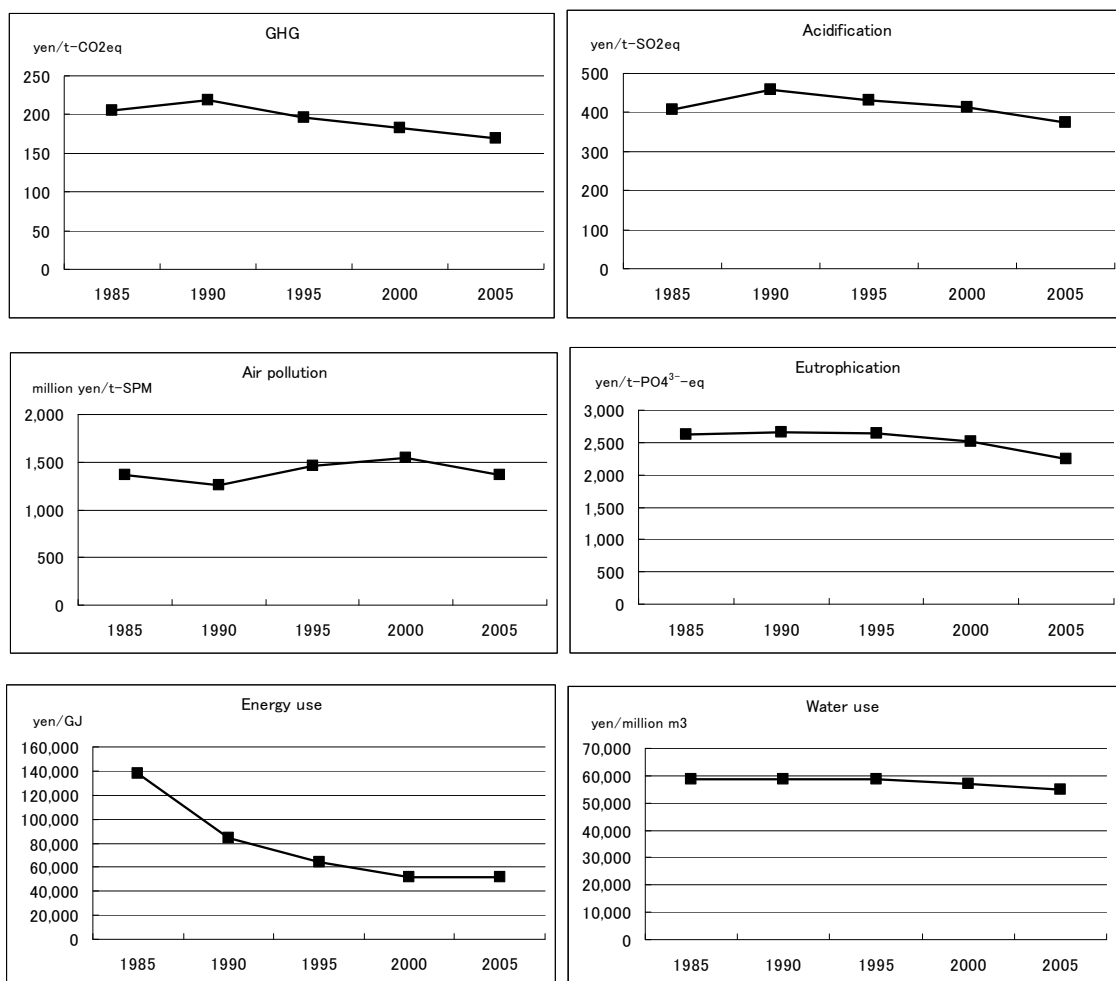 GHG
yen/t-CO2eq
250
200
150
100
50
0
1985 1990 1995 2000 2005
Acidification
yen/t-SO2eq
500
400
300
200
100
0
1985 1990 1995 2000 2005
Air pollution
million yen/t-SPM
2,000
1,500
1,000
500
0
1985 1990 1995 2000 2005
Eutrophication
yen/t-PO4³⁻-eq
3,000
2,500
2,000
1,500
1,000
500
0
1985 1990 1995 2000 2005
Energy use
yen/GJ
160,000
140,000
120,000
100,000
80,000
60,000
40,000
20,000
0
1985 1990 1995 2000 2005
Water use
yen/million m3
70,000
60,000
50,000
40,000
30,000
20,000
10,000
0
1985 1990 1995 2000 2005